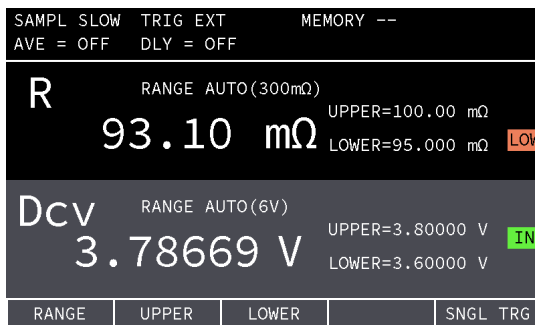 SAMPL SLOW TRIG EXT MEMORY --
AVE = OFF DLY = OFF
R RANGE AUTO(300mΩ)
93.10 mΩ
UPPER=100.00 mΩ
LOWER=95.000 mΩ
LOW
Dcv RANGE AUTO(6V)
3.78669 V
UPPER=3.80000 V
LOWER=3.60000 V
IN
RANGE UPPER LOWER SNGL TRG